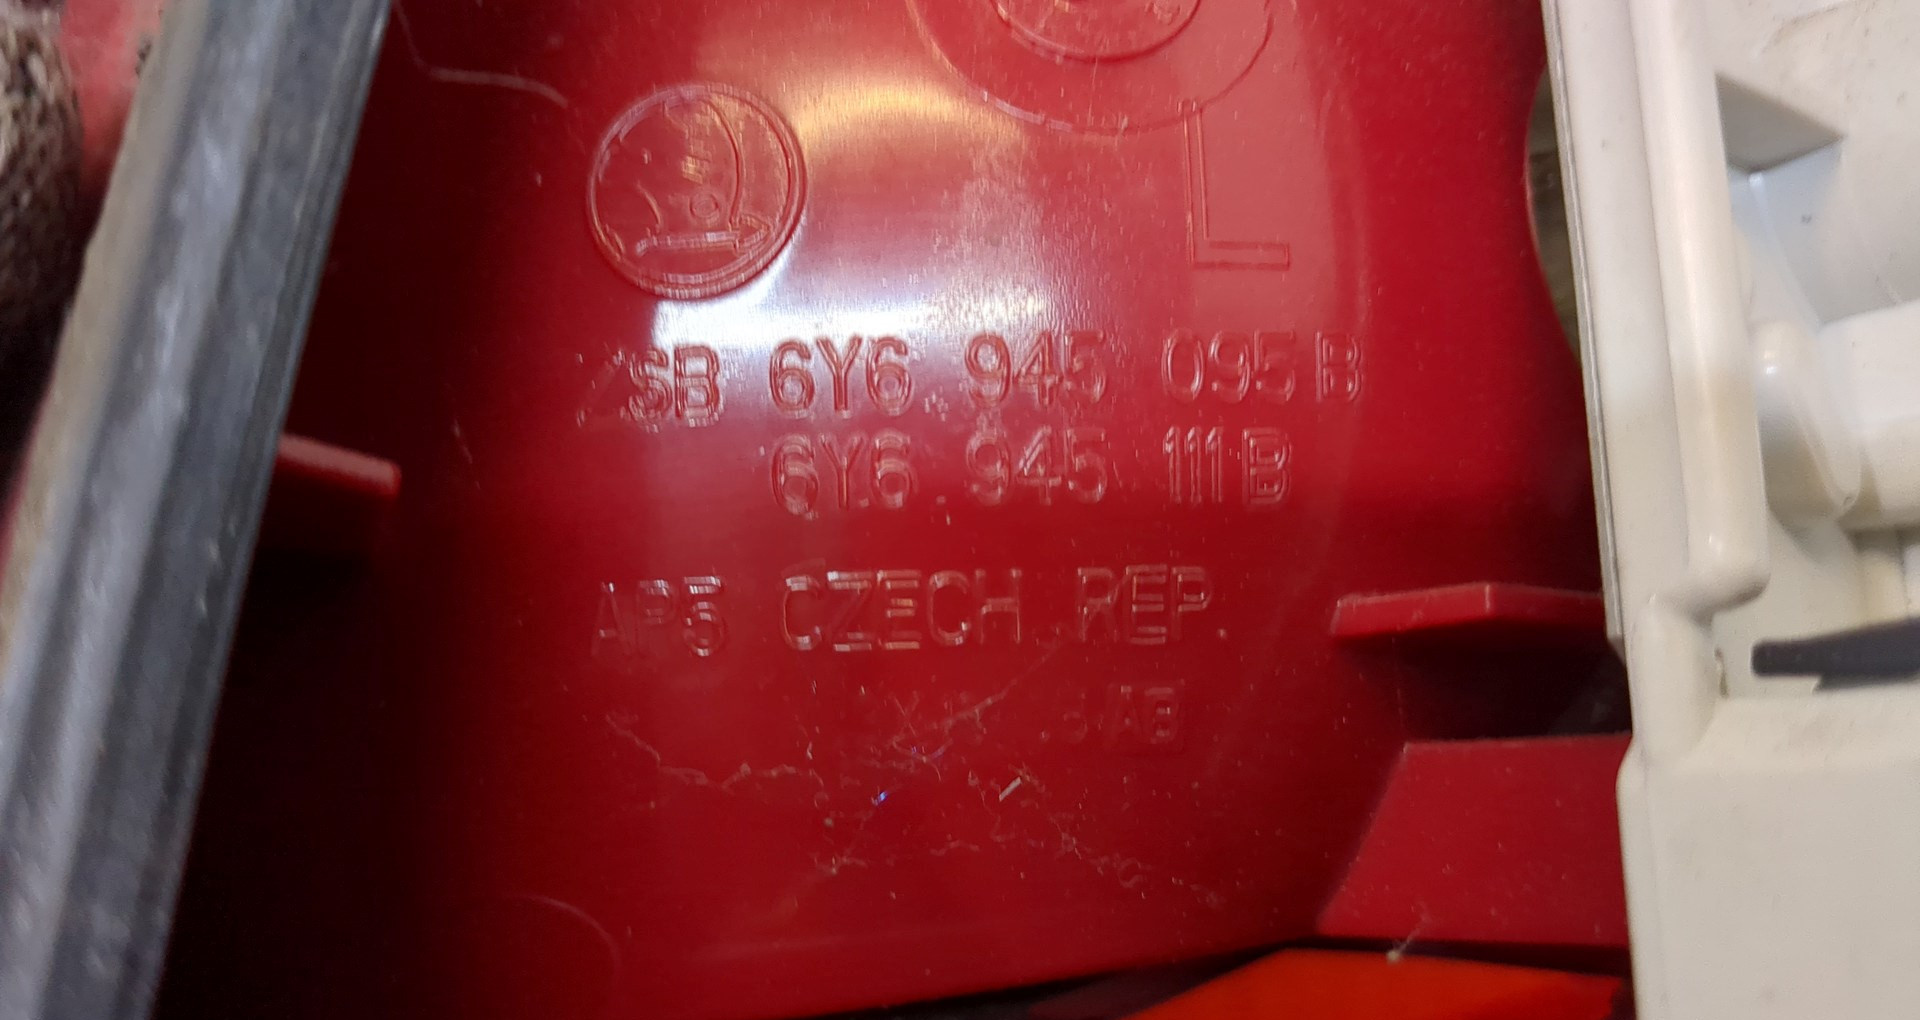 L
ZSB 6Y6 945 095 B
6Y6 945 111 B
AP5 CZECH REP.